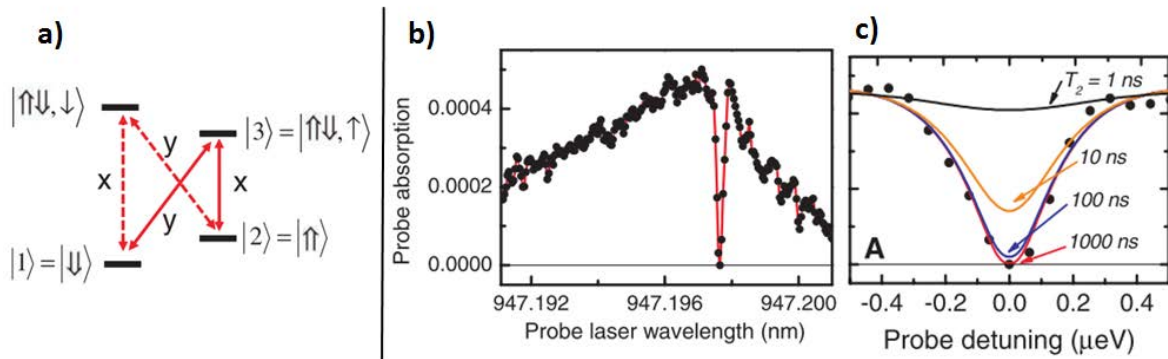 a)
|⇑⇓,↓⟩
|3⟩=|⇑⇓,↑⟩
x
y
x
y
|2⟩=|⇑⟩
|1⟩=|⇓⟩
b)
Probe absorption
0.0004
0.0002
0.0000
947.192 947.196 947.200
Probe laser wavelength (nm)
c)
T₂ = 1 ns
10 ns
100 ns
1000 ns
A
-0.4 -0.2 0.0 0.2 0.4
Probe detuning (μeV)